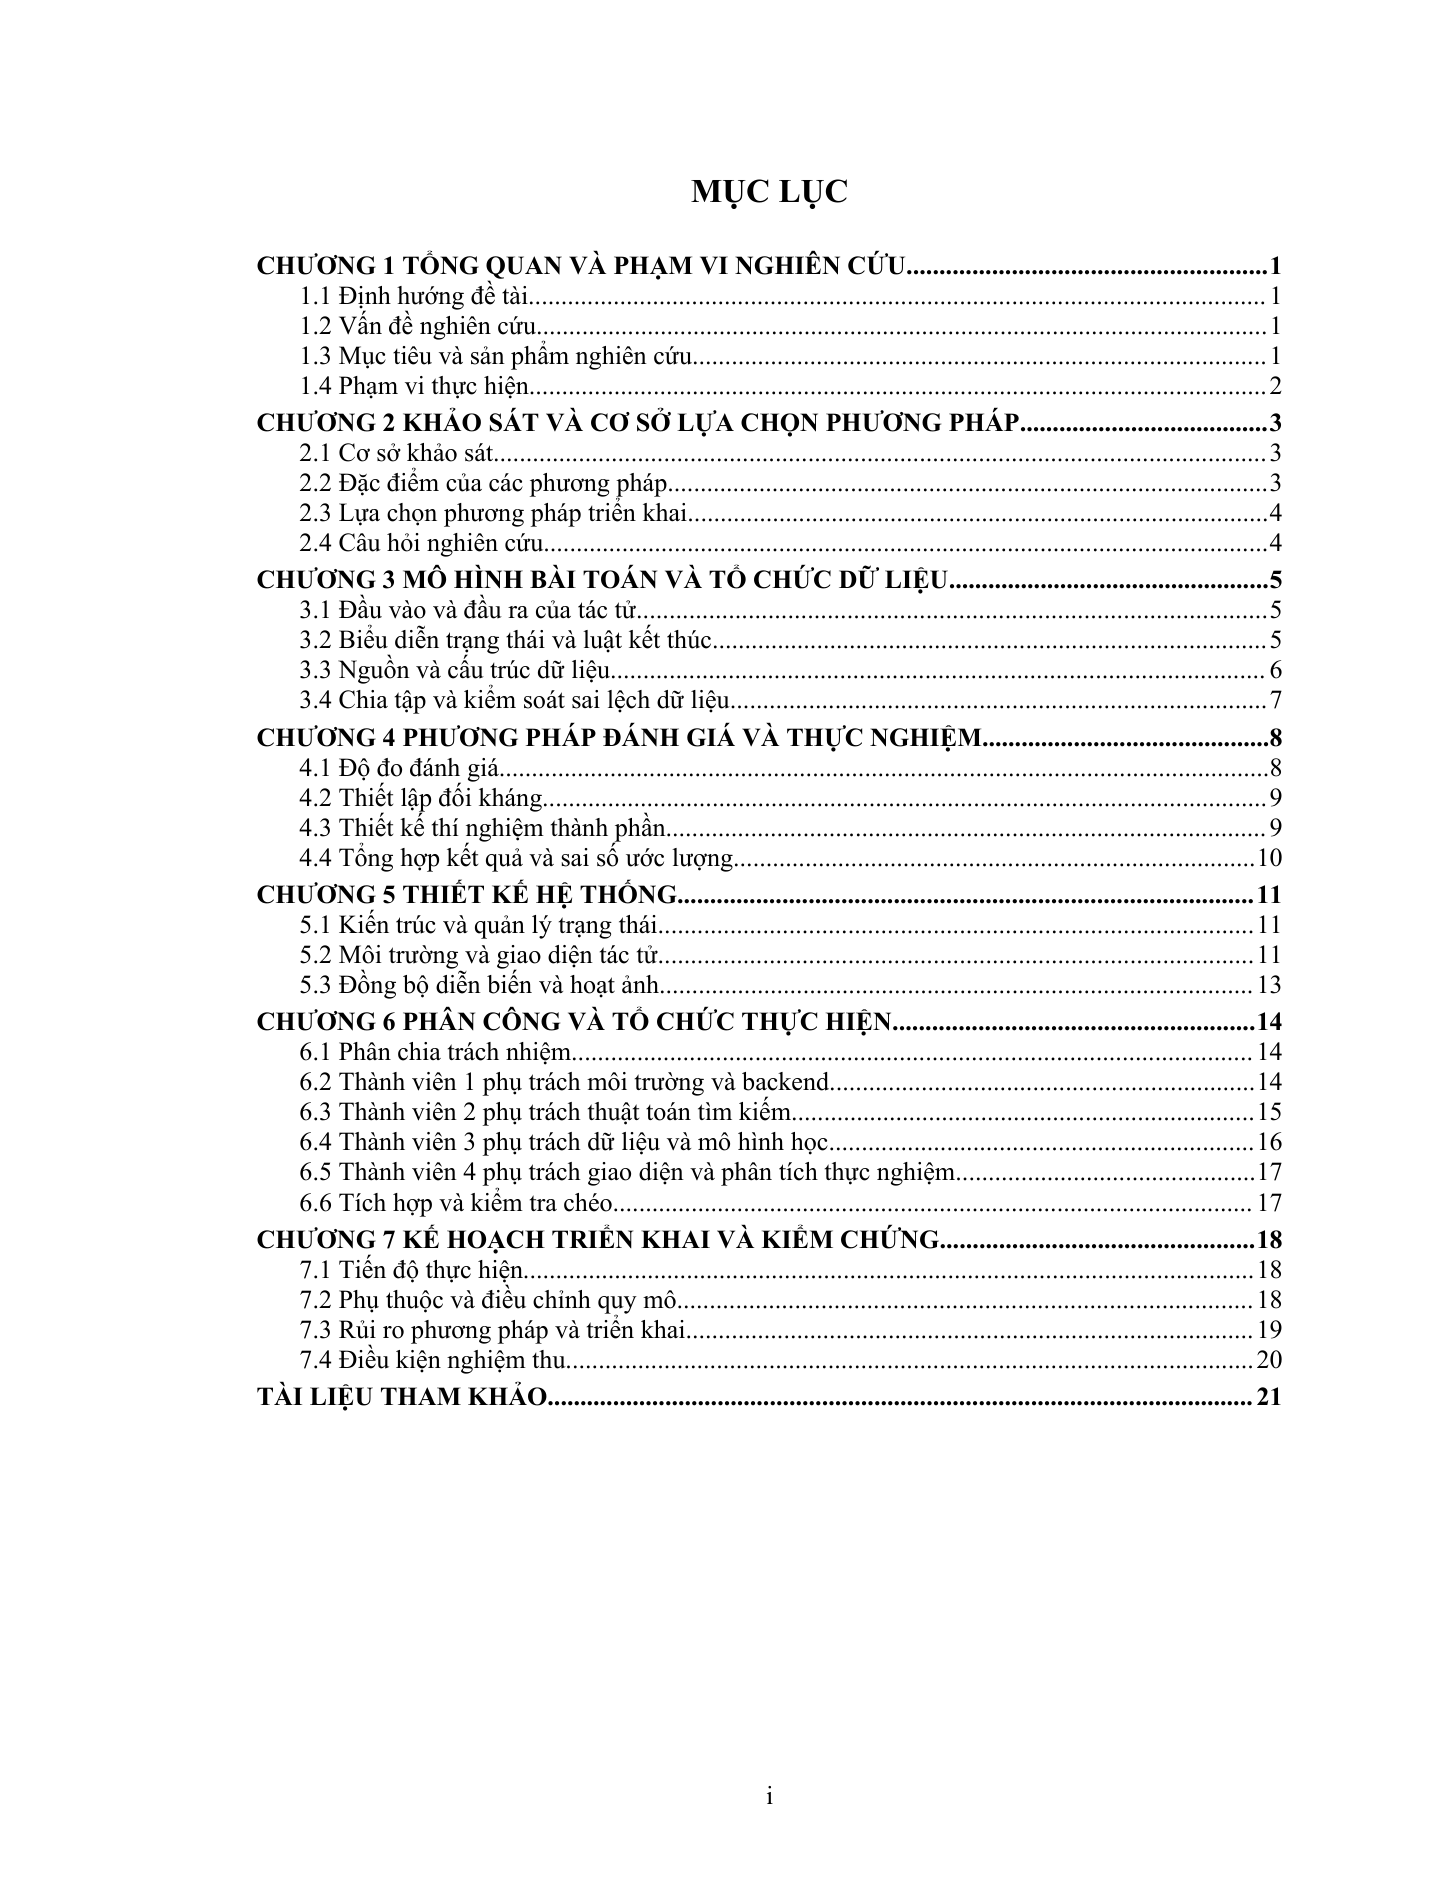 MỤC LỤC
CHƯƠNG 1 TỔNG QUAN VÀ PHẠM VI NGHIÊN CỨU.......................................................1
1.1 Định hướng đề tài................................................................................................................ 1
1.2 Vấn đề nghiên cứu...............................................................................................................1
1.3 Mục tiêu và sản phẩm nghiên cứu.......................................................................................1
1.4 Phạm vi thực hiện................................................................................................................2
CHƯƠNG 2 KHẢO SÁT VÀ CƠ SỞ LỰA CHỌN PHƯƠNG PHÁP......................................3
2.1 Cơ sở khảo sát.....................................................................................................................3
2.2 Đặc điểm của các phương pháp...........................................................................................3
2.3 Lựa chọn phương pháp triển khai........................................................................................4
2.4 Câu hỏi nghiên cứu..............................................................................................................4
CHƯƠNG 3 MÔ HÌNH BÀI TOÁN VÀ TỔ CHỨC DỮ LIỆU.................................................5
3.1 Đầu vào và đầu ra của tác tử................................................................................................5
3.2 Biểu diễn trạng thái và luật kết thúc....................................................................................5
3.3 Nguồn và cấu trúc dữ liệu................................................................................................... 6
3.4 Chia tập và kiểm soát sai lệch dữ liệu.................................................................................7
CHƯƠNG 4 PHƯƠNG PHÁP ĐÁNH GIÁ VÀ THỰC NGHIỆM............................................8
4.1 Độ đo đánh giá.....................................................................................................................8
4.2 Thiết lập đối kháng..............................................................................................................9
4.3 Thiết kế thí nghiệm thành phần........................................................................................... 9
4.4 Tổng hợp kết quả và sai số ước lượng...............................................................................10
CHƯƠNG 5 THIẾT KẾ HỆ THỐNG........................................................................................11
5.1 Kiến trúc và quản lý trạng thái..........................................................................................11
5.2 Môi trường và giao diện tác tử..........................................................................................11
5.3 Đồng bộ diễn biến và hoạt ảnh.......................................................................................... 13
CHƯƠNG 6 PHÂN CÔNG VÀ TỔ CHỨC THỰC HIỆN.......................................................14
6.1 Phân chia trách nhiệm........................................................................................................ 14
6.2 Thành viên 1 phụ trách môi trường và backend................................................................14
6.3 Thành viên 2 phụ trách thuật toán tìm kiếm......................................................................15
6.4 Thành viên 3 phụ trách dữ liệu và mô hình học................................................................ 16
6.5 Thành viên 4 phụ trách giao diện và phân tích thực nghiệm.............................................17
6.6 Tích hợp và kiểm tra chéo................................................................................................. 17
CHƯƠNG 7 KẾ HOẠCH TRIỂN KHAI VÀ KIỂM CHỨNG................................................18
7.1 Tiến độ thực hiện............................................................................................................... 18
7.2 Phụ thuộc và điều chỉnh quy mô....................................................................................... 18
7.3 Rủi ro phương pháp và triển khai...................................................................................... 19
7.4 Điều kiện nghiệm thu........................................................................................................20
TÀI LIỆU THAM KHẢO........................................................................................................... 21
i